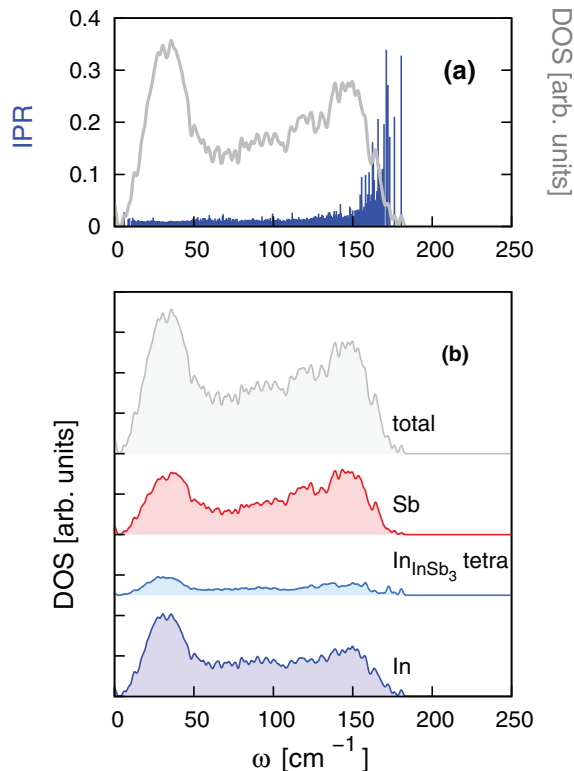 0.4
0.3
0.2
0.1
0
IPR
(a)
DOS [arb. units]
0 50 100 150 200 250
(b)
total
Sb
In_InSb_3 tetra
In
DOS [arb. units]
0 50 100 150 200 250
ω [cm ⁻¹]